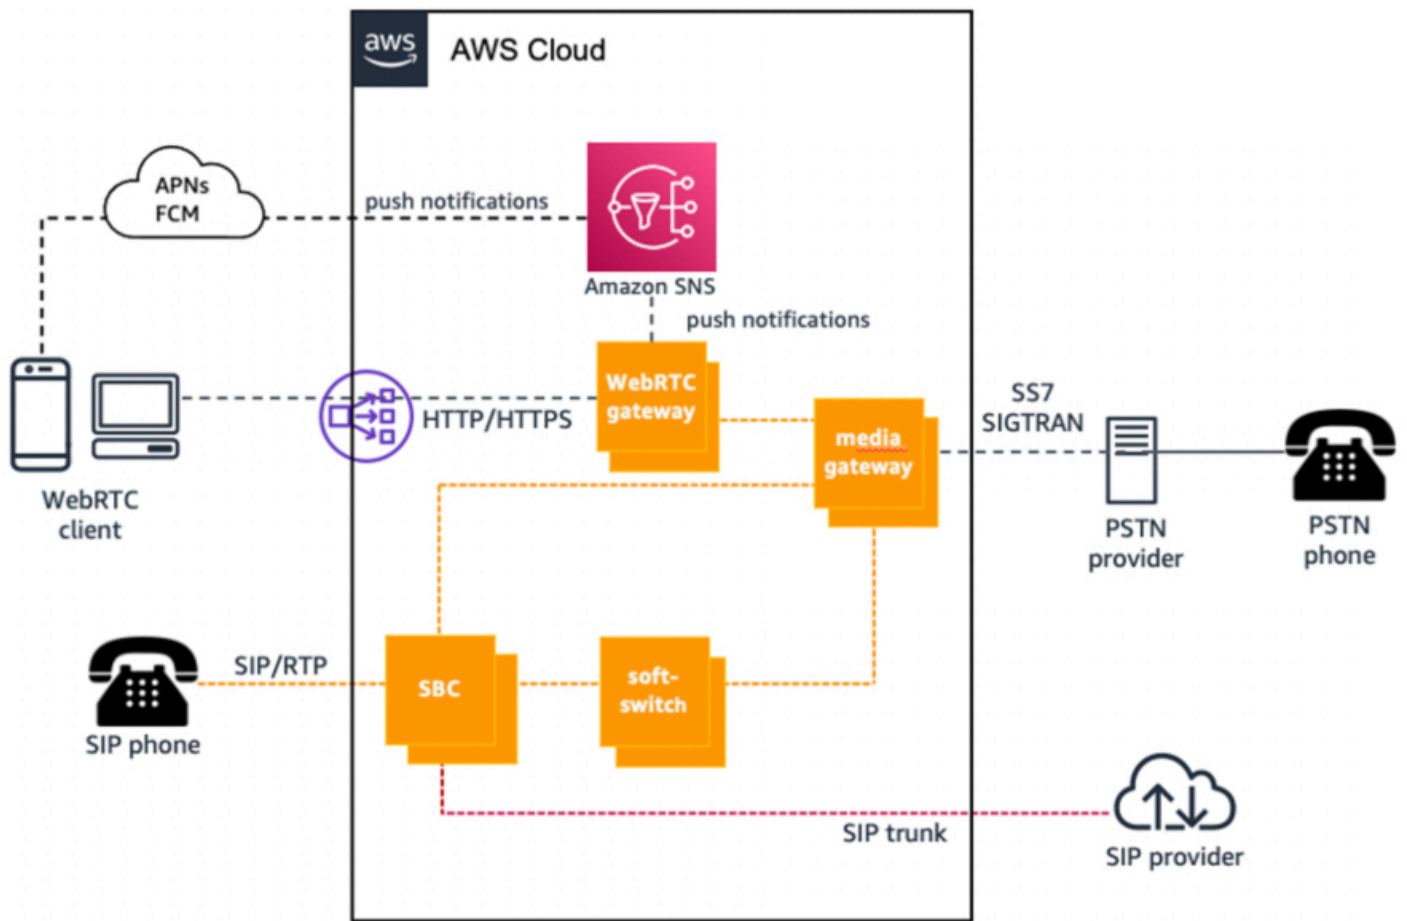 aws
AWS Cloud
APNs
FCM
push notifications
Amazon SNS
push notifications
WebRTC
gateway
HTTP/HTTPS
media
gateway
SS7
SIGTRAN
WebRTC
client
PSTN
provider
PSTN
phone
SIP/RTP
SBC
soft-
switch
SIP phone
SIP trunk
SIP provider